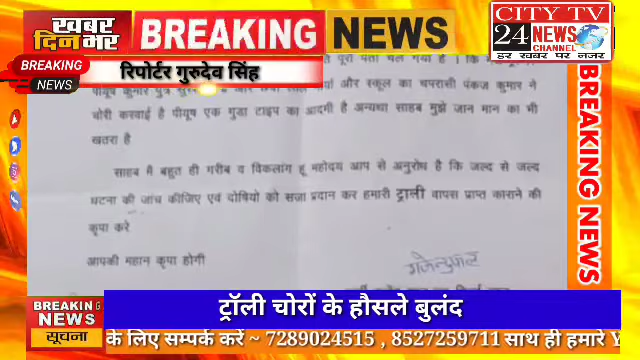 खबर
दिन भर
BREAKING NEWS
CITY TV
24 NEWS
CHANNEL
हर खबर पर नजर
BREAKING
NEWS
रिपोर्टर गुरुदेव सिंह
पूरा पता चल गया है । कि
पीयूष कुमार पुत्र और स्कूल का चपरासी पंकज कुमार ने
चोरी करवाई है पीयूष एक गुंडा टाइप का आदमी है अन्यथा साहब मुझे जान मान का भी
खतरा है
साहब मै बहुत ही गरीब व विकलांग हू महोदय आप से अनुरोध है कि जल्द से जल्द
घटना की जांच कीजिए एवं दोषियो को सजा प्रदान कर हमारी ट्राली वापस प्राप्त काराने की
कृपा करे
आपकी महान कृपा होगी
गजेन्द्रपाल
BREAKING NEWS
BREAKING
NEWS
सूचना
ट्रॉली चोरों के हौसले बुलंद
के लिए सम्पर्क करें ~ 7289024515 , 8527259711 साथ ही हमारे Y